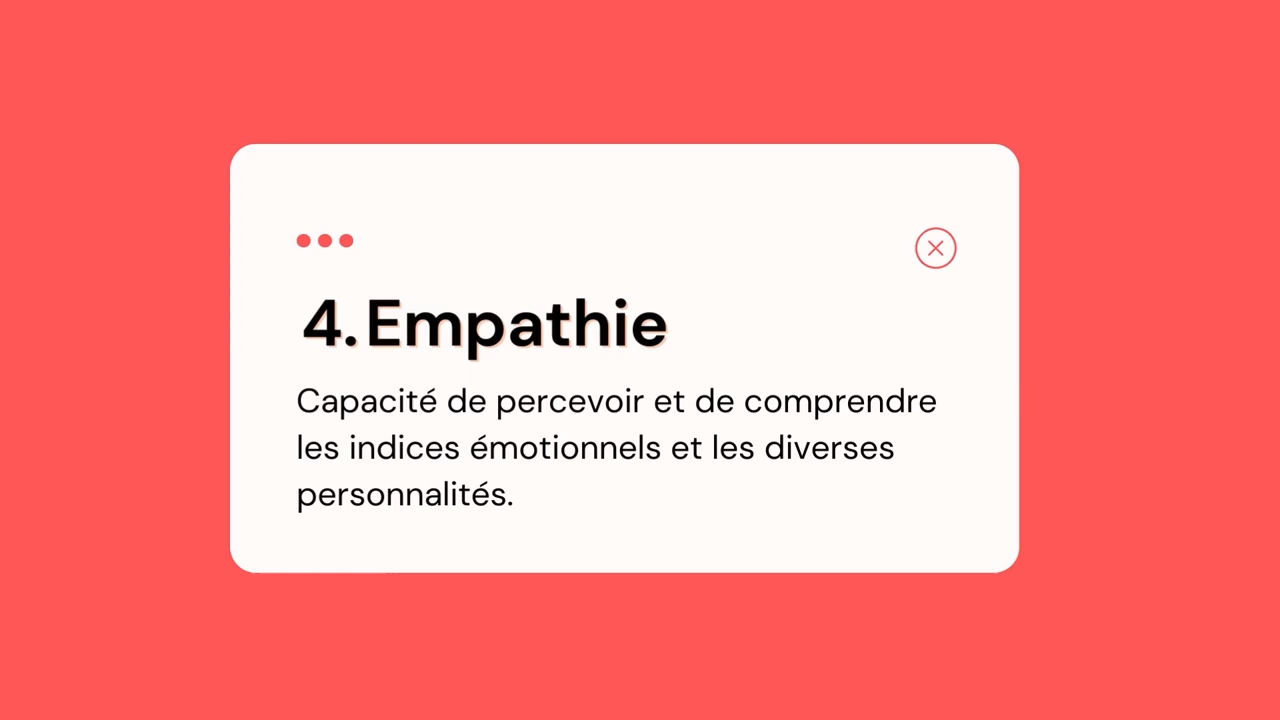 4. Empathie
Capacité de percevoir et de comprendre
les indices émotionnels et les diverses
personnalités.